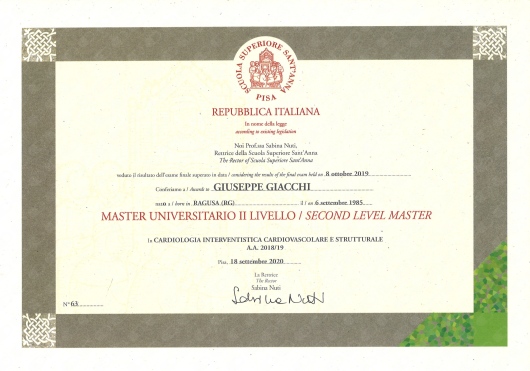 SCUOLA SUPERIORE SANT'ANNA
PISA
REPUBBLICA ITALIANA
In nome della legge
according to existing legislation
Noi Prof.ssa Sabina Nuti,
Rettrice della Scuola Superiore Sant'Anna
The Rector of Scuola Superiore Sant'Anna
veduto il risultato dell'esame finale superato in data / considering the results of the final exam held on 8 ottobre 2019
Conferiamo a / Awards to GIUSEPPE GIACCHI
nato a / born in RAGUSA (RG) il / on 6 settembre 1985
MASTER UNIVERSITARIO II LIVELLO / SECOND LEVEL MASTER
In CARDIOLOGIA INTERVENTISTICA CARDIOVASCOLARE E STRUTTURALE
A.A. 2018/19
Pisa, 18 settembre 2020
La Rettrice
The Rector
Sabina Nuti
Sabina Nuti
N° 63